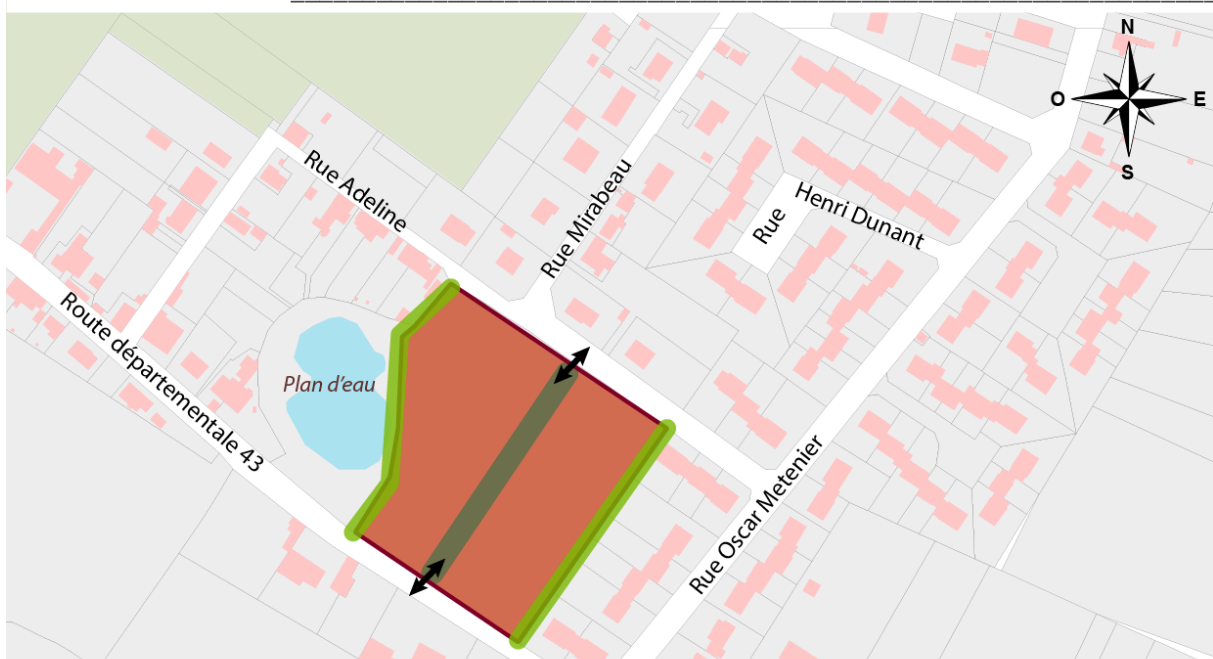 N
O
E
S
Rue Adeline
Rue Mirabeau
Rue
Henri Dunant
Route départementale 43
Plan d'eau
Rue Oscar Metenier